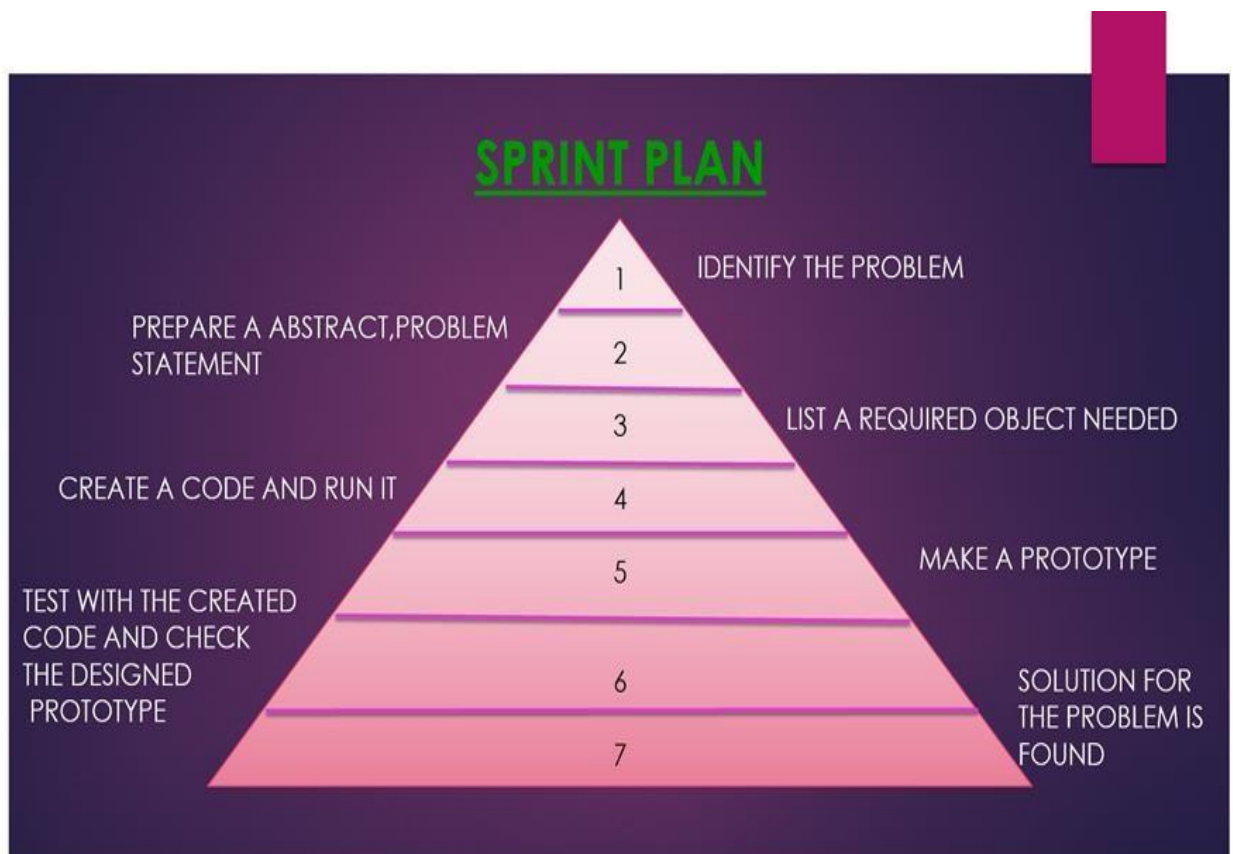 SPRINT PLAN
1
IDENTIFY THE PROBLEM
PREPARE A ABSTRACT,PROBLEM
STATEMENT
2
3
LIST A REQUIRED OBJECT NEEDED
CREATE A CODE AND RUN IT
4
5
MAKE A PROTOTYPE
TEST WITH THE CREATED
CODE AND CHECK
THE DESIGNED
PROTOTYPE
6
SOLUTION FOR
THE PROBLEM IS
FOUND
7